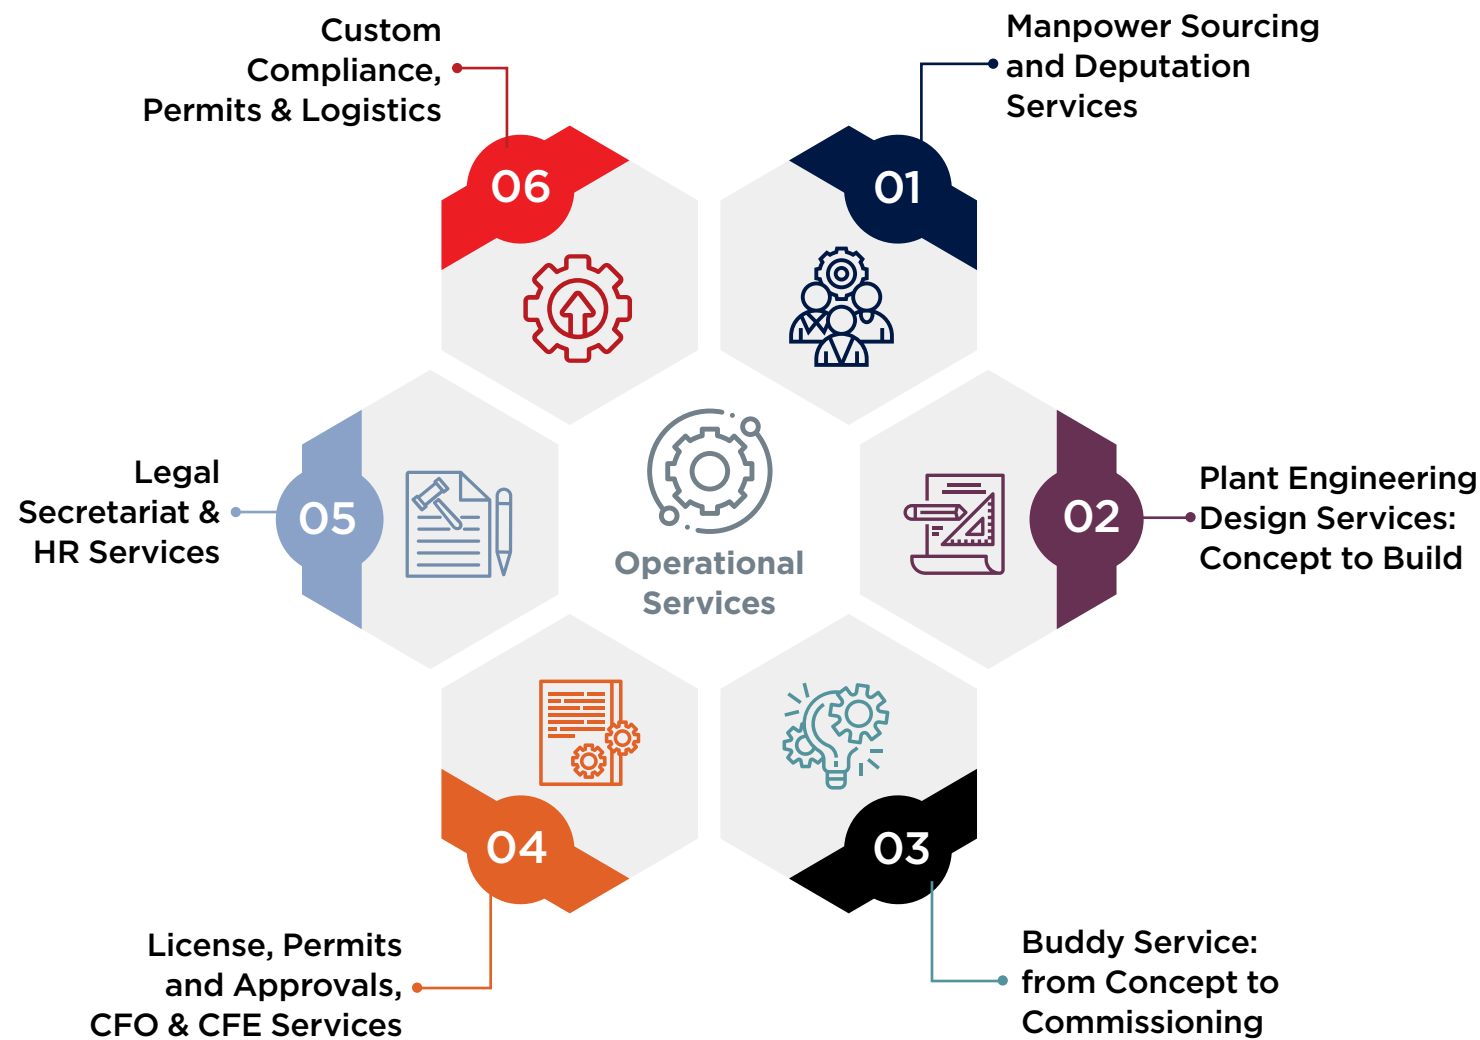 Custom
Compliance,
Permits & Logistics
06
Manpower Sourcing
and Deputation
Services
01
Legal
Secretariat &
HR Services
05
Operational
Services
02
Plant Engineering
Design Services:
Concept to Build
04
License, Permits
and Approvals,
CFO & CFE Services
03
Buddy Service:
from Concept to
Commissioning